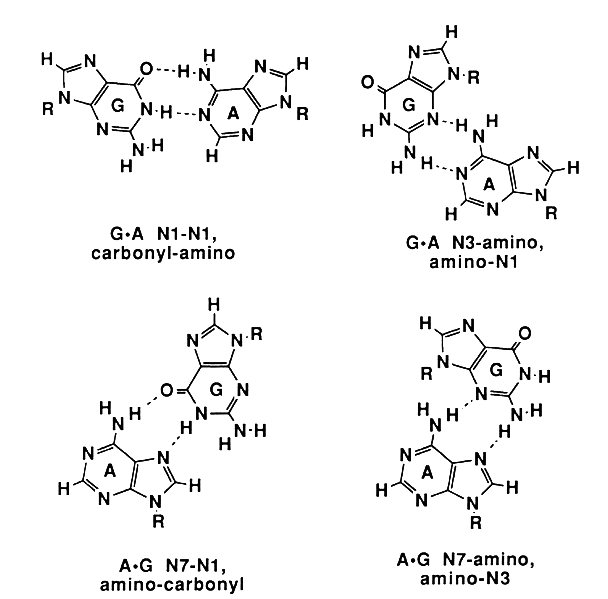 H N O H N H N H
R N G N H N A N R
N N H N H H
G•A N1-N1,
carbonyl-amino
H
N
O N R
G
N H N H N H
N H N N H
A
H N N R
G•A N3-amino,
amino-N1
H
N N R
O G N
H N H N H N H
N A N H
H N N
R
A•G N7-N1,
amino-carbonyl
H N O
N G N H
R N N H
H N H H
N A N H
H N N
R
A•G N7-amino,
amino-N3